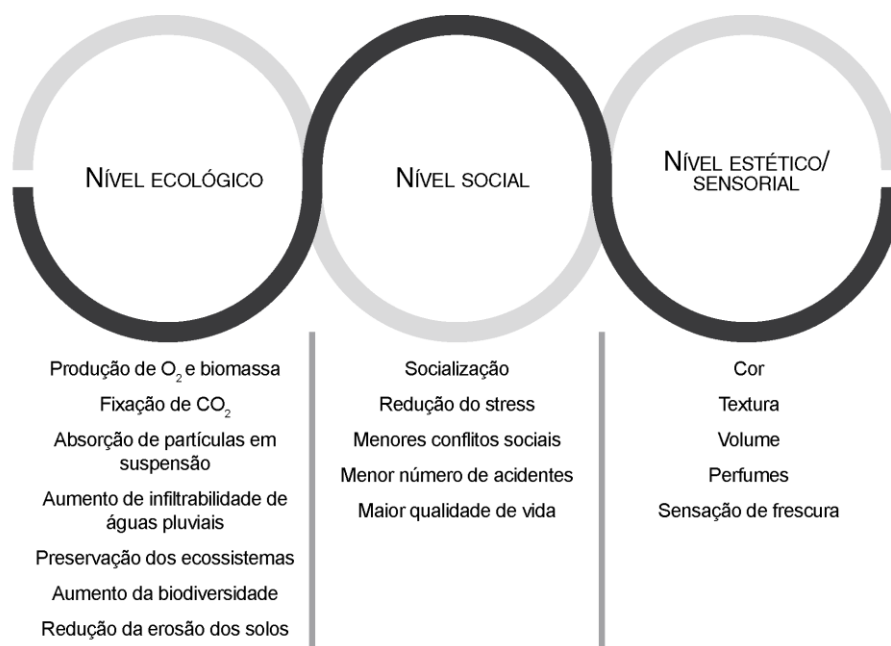 NÍVEL ECOLÓGICO
Produção de O₂ e biomassa
Fixação de CO₂
Absorção de partículas em
suspensão
Aumento de infiltrabilidade de
águas pluviais
Preservação dos ecossistemas
Aumento da biodiversidade
Redução da erosão dos solos
NÍVEL SOCIAL
Socialização
Redução do stress
Menores conflitos sociais
Menor número de acidentes
Maior qualidade de vida
NÍVEL ESTÉTICO/
SENSORIAL
Cor
Textura
Volume
Perfumes
Sensação de frescura